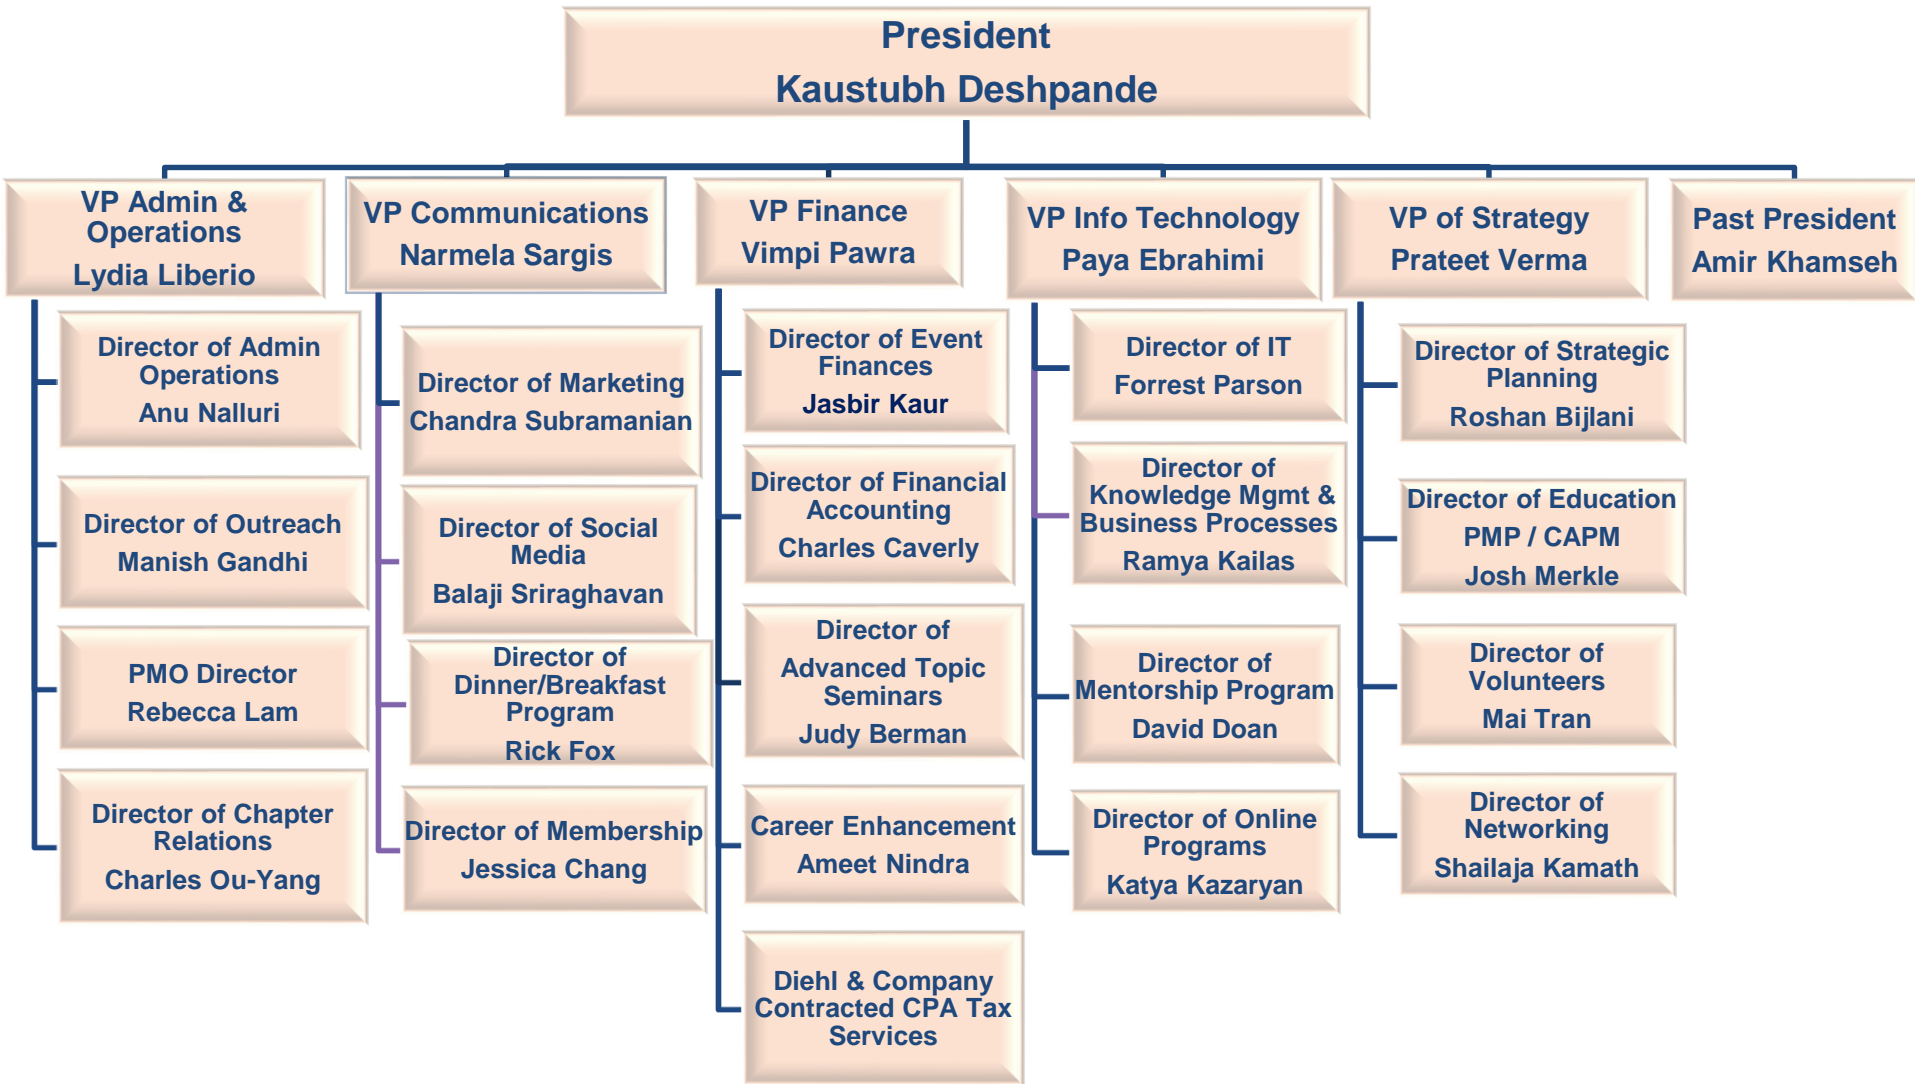 President
Kaustubh Deshpande
VP Admin &
Operations
Lydia Liberio
VP Communications
Narmela Sargis
VP Finance
Vimpi Pawra
VP Info Technology
Paya Ebrahimi
VP of Strategy
Prateet Verma
Past President
Amir Khamseh
Director of Admin
Operations
Anu Nalluri
Director of Outreach
Manish Gandhi
PMO Director
Rebecca Lam
Director of Chapter
Relations
Charles Ou-Yang
Director of Marketing
Chandra Subramanian
Director of Social
Media
Balaji Sriraghavan
Director of
Dinner/Breakfast
Program
Rick Fox
Director of Membership
Jessica Chang
Director of Event
Finances
Jasbir Kaur
Director of Financial
Accounting
Charles Caverly
Director of
Advanced Topic
Seminars
Judy Berman
Career Enhancement
Ameet Nindra
Diehl & Company
Contracted CPA Tax
Services
Director of IT
Forrest Parson
Director of
Knowledge Mgmt &
Business Processes
Ramya Kailas
Director of
Mentorship Program
David Doan
Director of Online
Programs
Katya Kazaryan
Director of Strategic
Planning
Roshan Bijlani
Director of Education
PMP / CAPM
Josh Merkle
Director of
Volunteers
Mai Tran
Director of
Networking
Shailaja Kamath